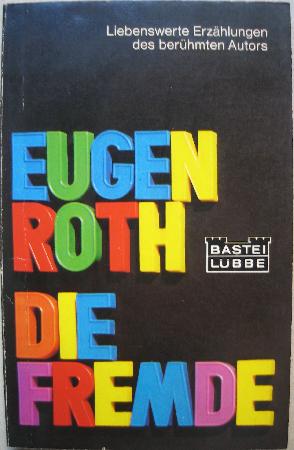 Liebenswerte Erzählungen
des berühmten Autors
EUGEN
ROTH
BASTEI
LÜBBE
DIE
FREMDE